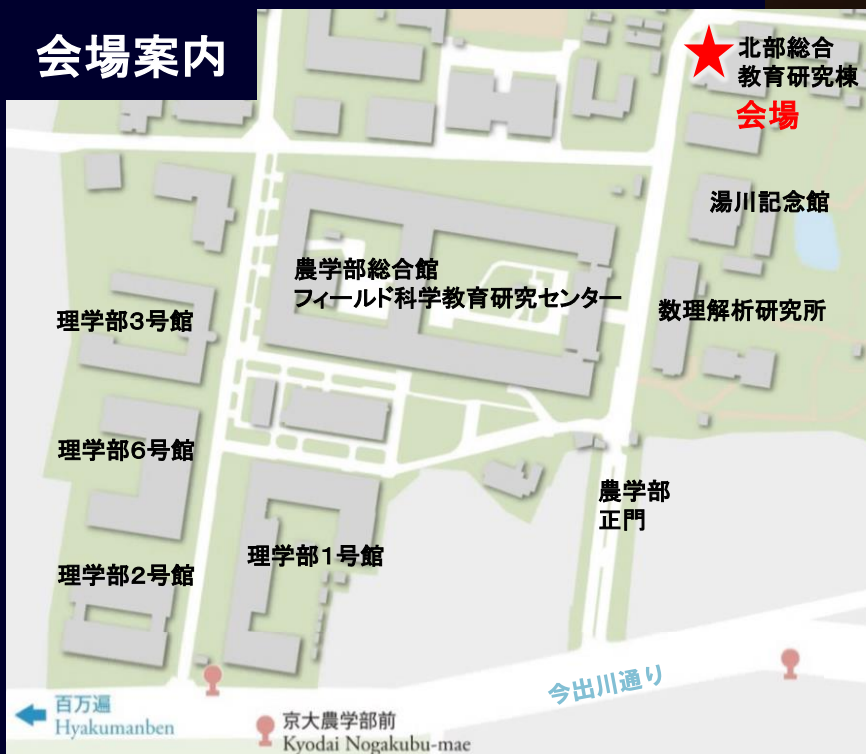 会場案内
北部総合
教育研究棟
会場
湯川記念館
農学部総合館
フィールド科学教育研究センター
数理解析研究所
理学部3号館
理学部6号館
農学部
正門
理学部1号館
理学部2号館
今出川通り
百万遍
Hyakumanben
京大農学部前
Kyodai Nogakubu-mae